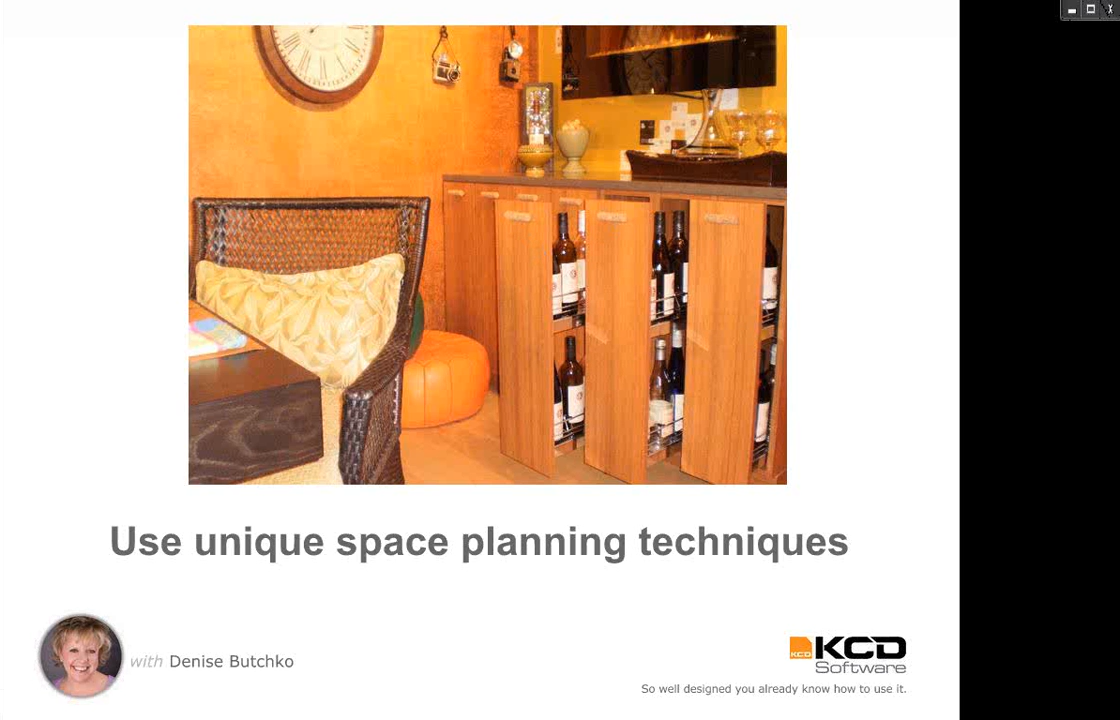 Use unique space planning techniques
with Denise Butchko
KCD
KCD
Software
So well designed you already know how to use it.